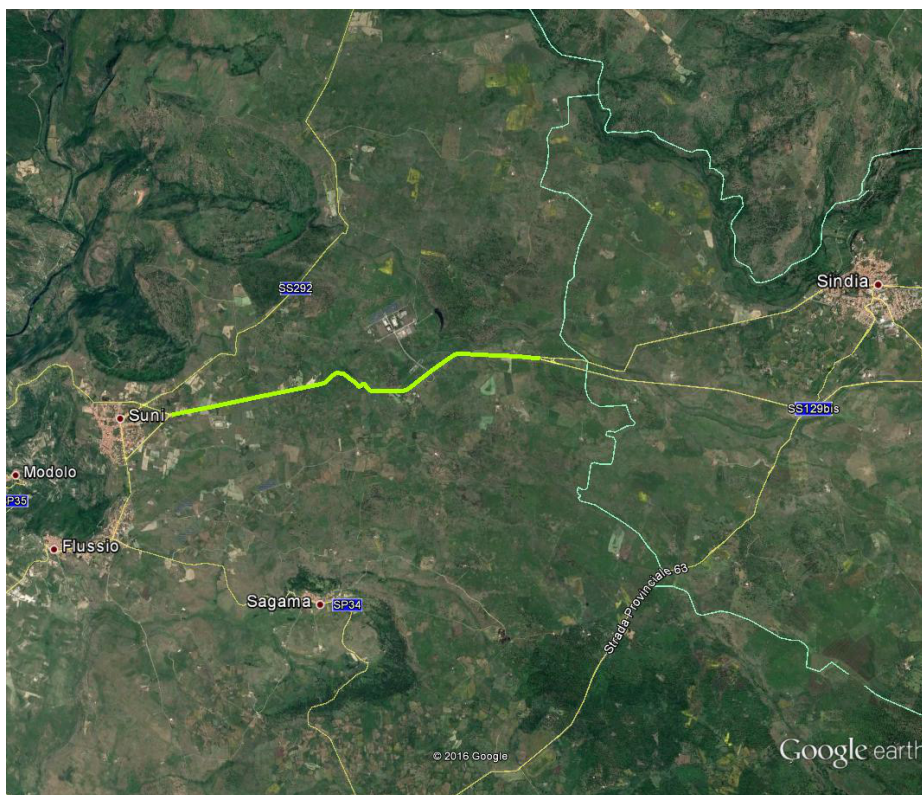 SS292
Sindia
Suni
SS129bis
Modolo
P35
Flussio
Strada Provinciale 63
Sagama
SP34
© 2016 Google
Google earth